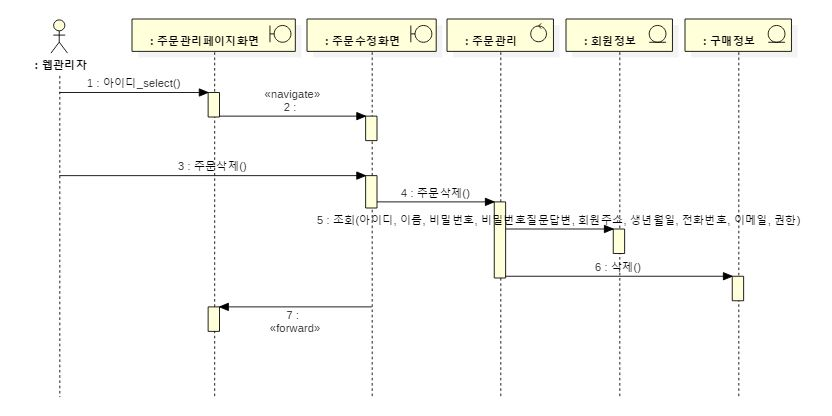 : 주문관리페이지화면
: 주문수정화면
: 주문관리
: 회원정보
: 구매정보
: 웹관리자
1 : 아이디_select()
«navigate»
2 :
3 : 주문삭제()
4 : 주문삭제()
5 : 조회(아이디, 이름, 비밀번호, 비밀번호질문답변, 회원주소, 생년월일, 전화번호, 이메일, 권한)
6 : 삭제()
7 :
«forward»